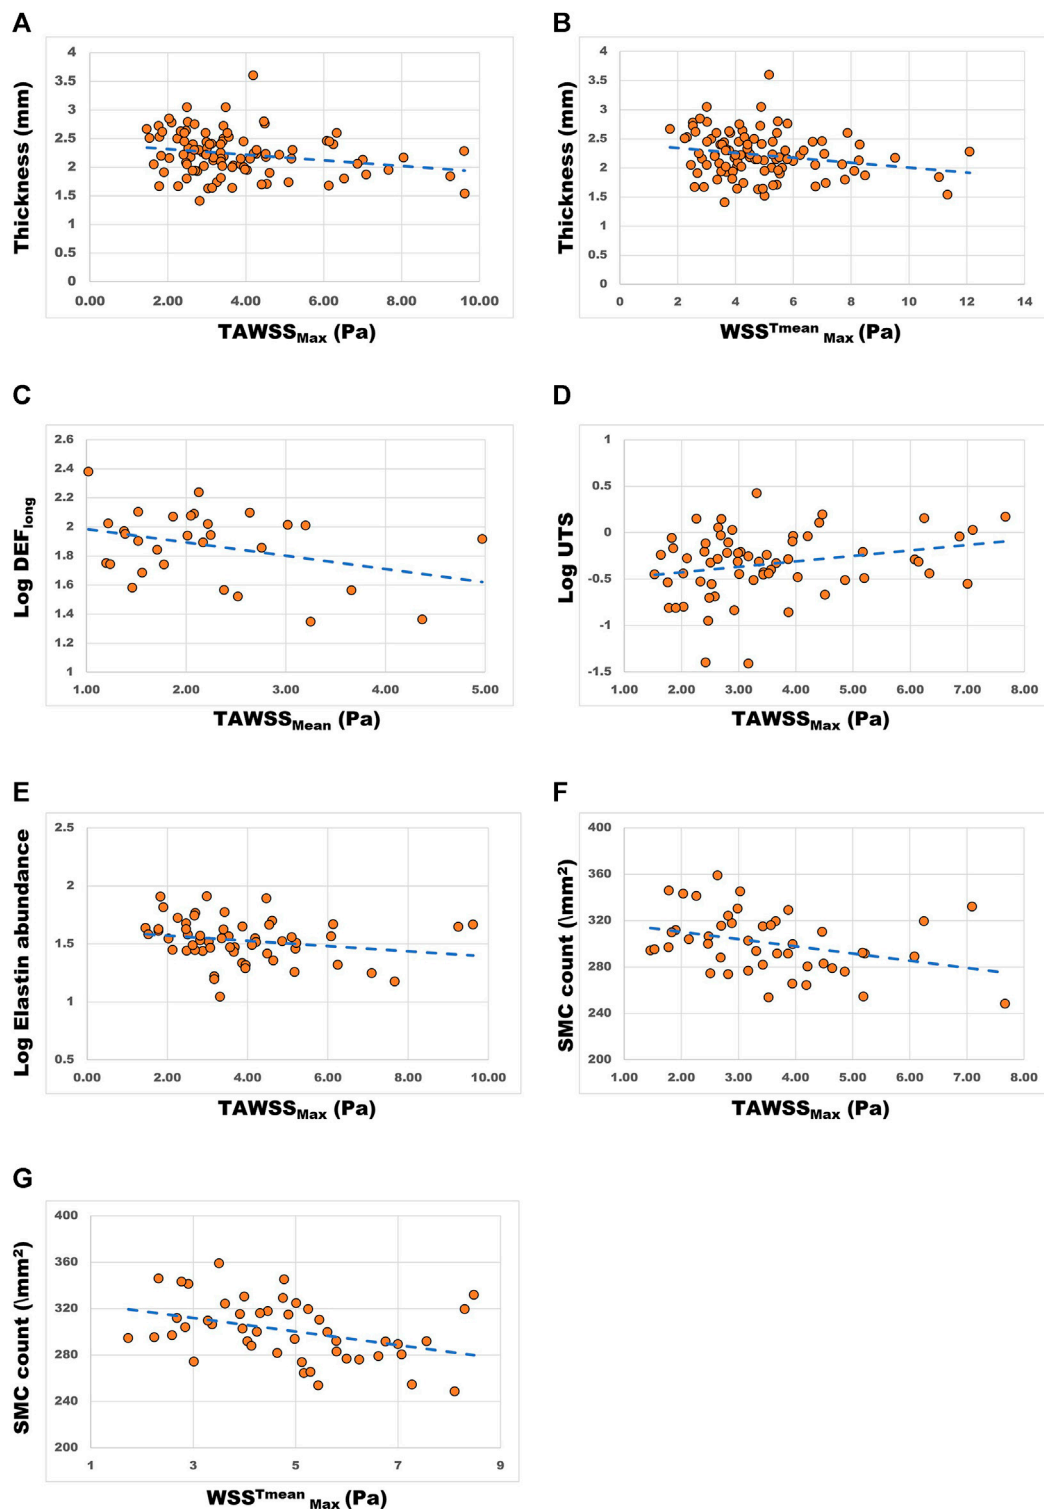 A
Thickness (mm)
4
3.5
3
2.5
2
1.5
1
0.5
0
0.00 2.00 4.00 6.00 8.00 10.00
TAWSSMax (Pa)
B
Thickness (mm)
4
3.5
3
2.5
2
1.5
1
0.5
0
0 2 4 6 8 10 12 14
WSSTmean Max (Pa)
C
Log DEFlong
2.6
2.4
2.2
2
1.8
1.6
1.4
1.2
1
1.00 2.00 3.00 4.00 5.00
TAWSSMean (Pa)
D
Log UTS
1
0.5
0
-0.5
-1
-1.5
1.00 2.00 3.00 4.00 5.00 6.00 7.00 8.00
TAWSSMax (Pa)
E
Log Elastin abundance
2.5
2
1.5
1
0.5
0.00 2.00 4.00 6.00 8.00 10.00
TAWSSMax (Pa)
F
SMC count (\mm²)
400
360
320
280
240
200
1.00 2.00 3.00 4.00 5.00 6.00 7.00 8.00
TAWSSMax (Pa)
G
SMC count (\mm²)
400
360
320
280
240
200
1 3 5 7 9
WSSTmean Max (Pa)